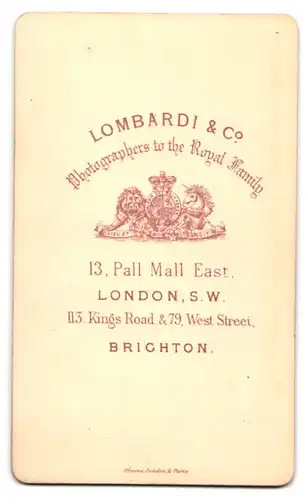 LOMBARDI & Co.
Photographers to the Royal Family
13, Pall Mall East.
LONDON, S.W.
113. Kings Road & 79, West Street,
BRIGHTON.